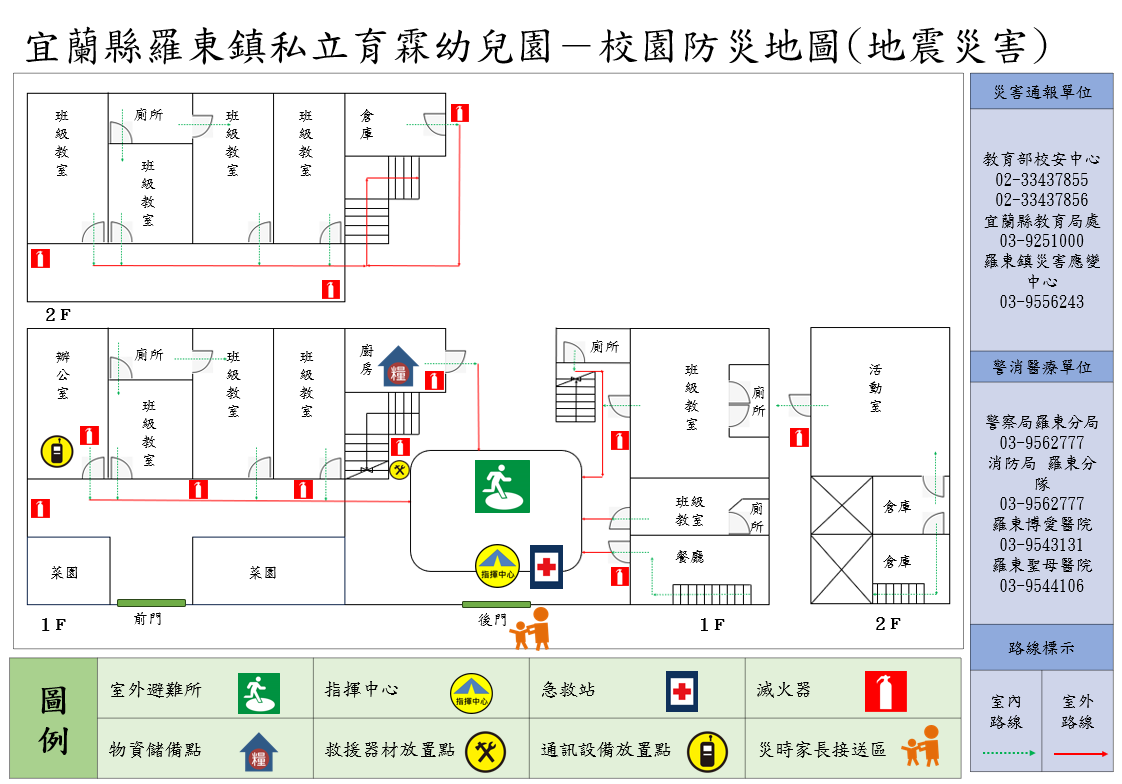 宜蘭縣羅東鎮私立育霖幼兒園－校園防災地圖(地震災害)
班級教室
廁所
班級教室
班級教室
班級教室
倉庫
2F
辦公室
廁所
班級教室
班級教室
班級教室
廚房
糧
指揮中心
菜園
菜園
前門
後門
1F
廁所
班級教室
廁所
班級教室
廁所
餐廳
1F
活動室
倉庫
倉庫
2F
災害通報單位
教育部校安中心
02-33437855
02-33437856
宜蘭縣教育局處
03-9251000
羅東鎮災害應變
中心
03-9556243
警消醫療單位
警察局羅東分局
03-9562777
消防局 羅東分
隊
03-9562777
羅東博愛醫院
03-9543131
羅東聖母醫院
03-9544106
路線標示
室內
路線
室外
路線
圖例
室外避難所
指揮中心
指揮中心
急救站
滅火器
物資儲備點
糧
救援器材放置點
通訊設備放置點
災時家長接送區